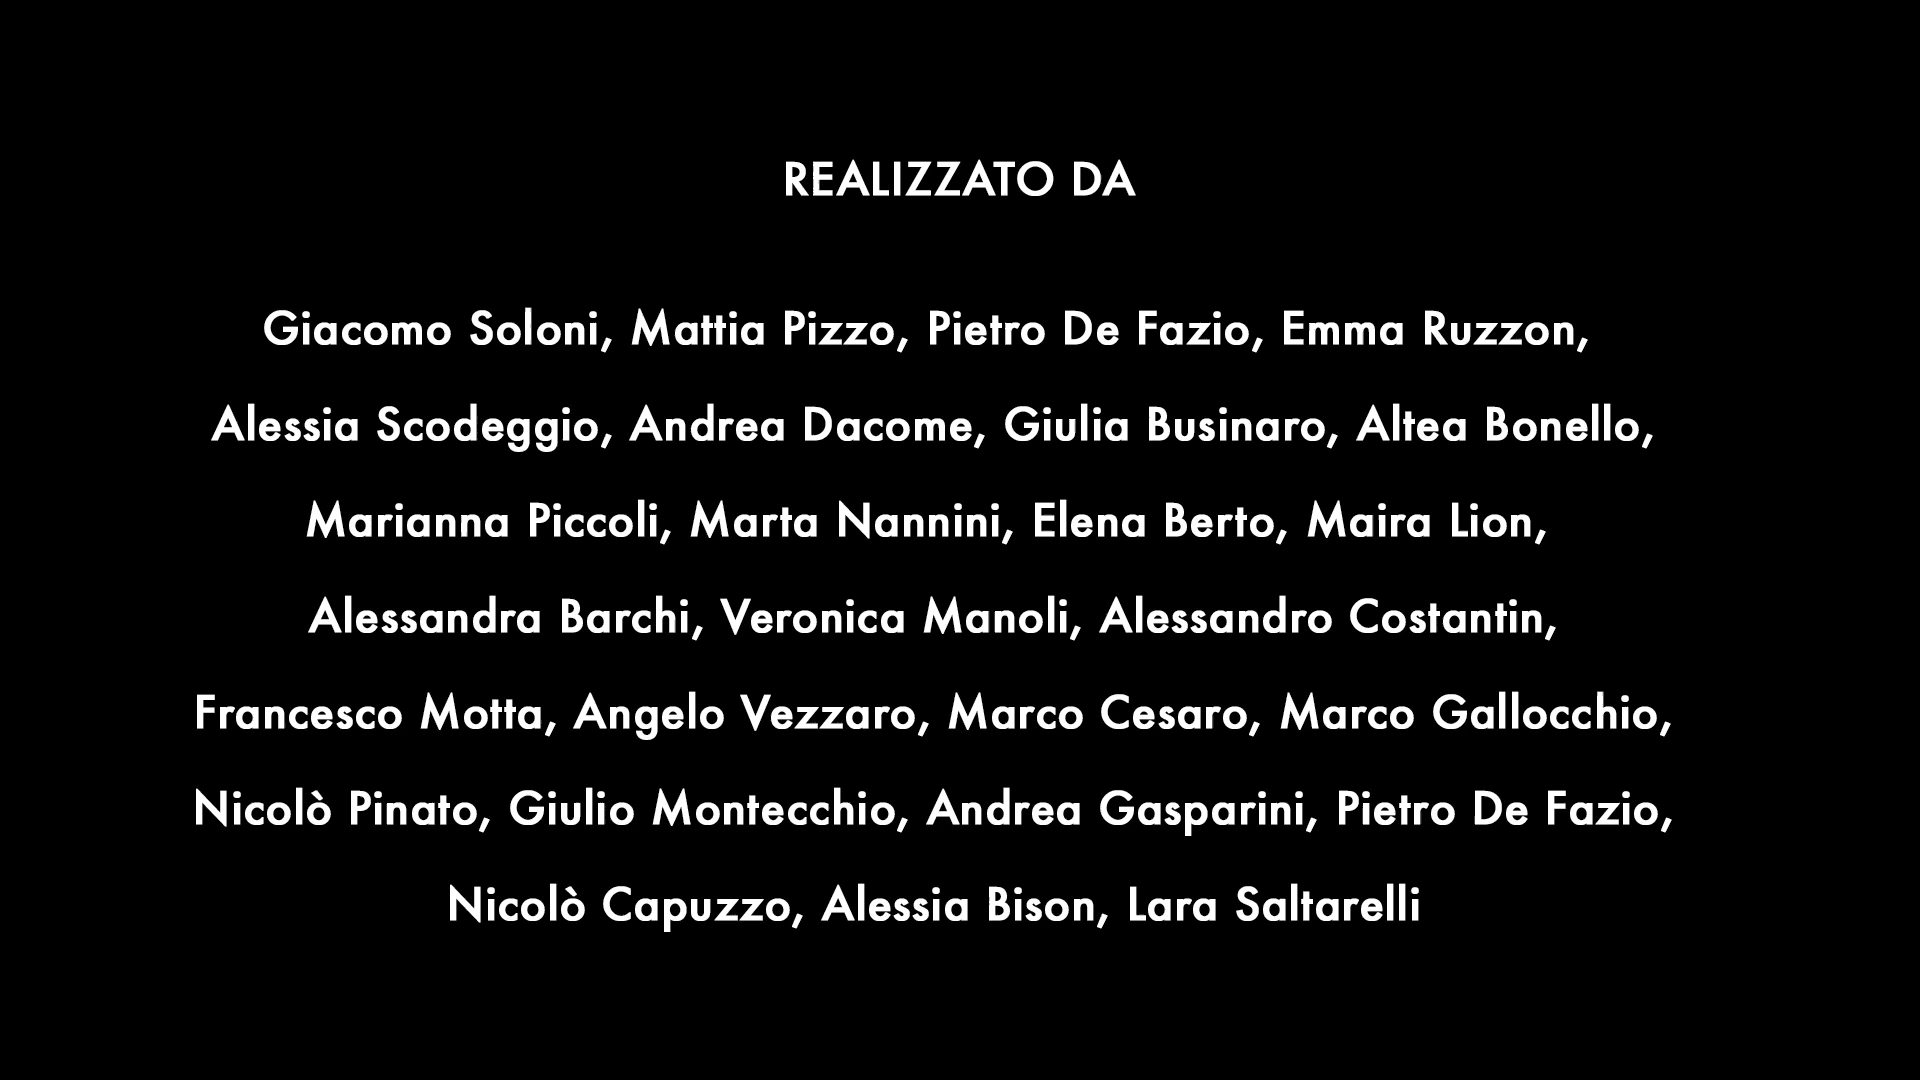 REALIZZATO DA
Giacomo Soloni, Mattia Pizzo, Pietro De Fazio, Emma Ruzzon,
Alessia Scodeggio, Andrea Dacome, Giulia Businaro, Altea Bonello,
Marianna Piccoli, Marta Nannini, Elena Berto, Maira Lion,
Alessandra Barchi, Veronica Manoli, Alessandro Costantin,
Francesco Motta, Angelo Vezzaro, Marco Cesaro, Marco Gallocchio,
Nicolò Pinato, Giulio Montecchio, Andrea Gasparini, Pietro De Fazio,
Nicolò Capuzzo, Alessia Bison, Lara Saltarelli